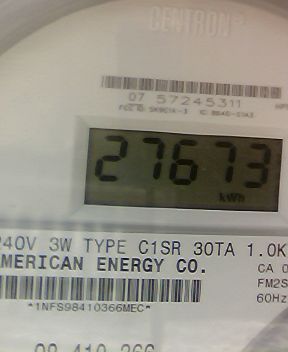 CENTRON
07 57245311
27673
kWh
240V 3W TYPE C1SR 30TA 1.0K
AMERICAN ENERGY CO.
CA 0
FM2S
60Hz
*1NFS98410366MEC*